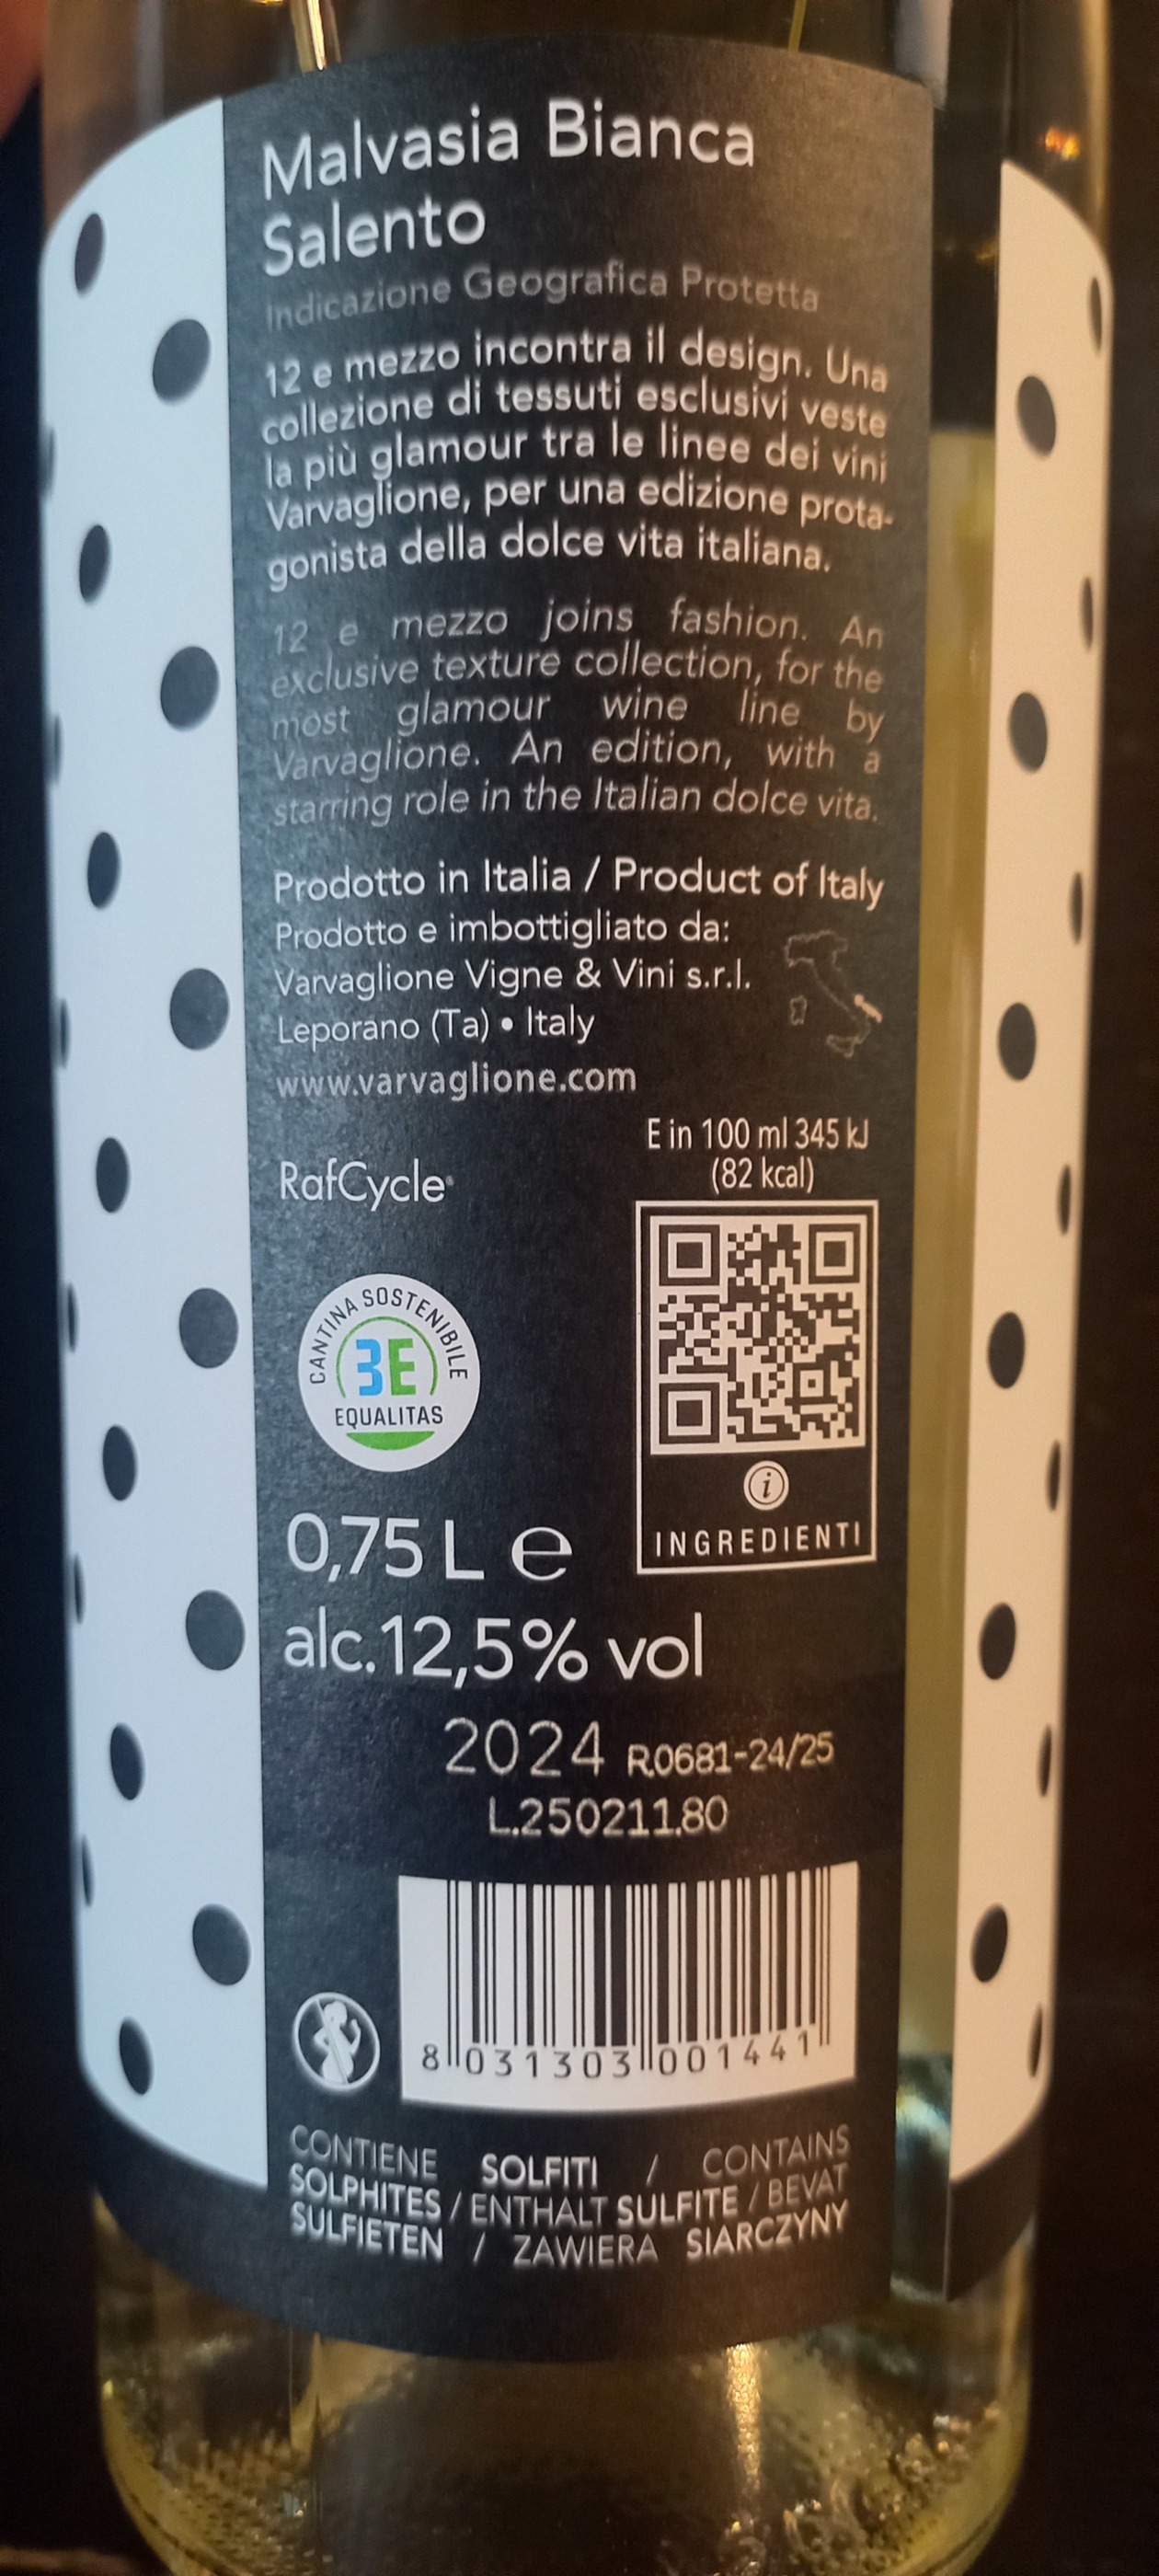 Malvasia Bianca
Salento
Indicazione Geografica Protetta
12 e mezzo incontra il design. Una
collezione di tessuti esclusivi veste
la più glamour tra le linee dei vini
Varvaglione, per una edizione prota-
gonista della dolce vita italiana.
12 e mezzo joins fashion. An
exclusive texture collection, for the
most glamour wine line by
Varvaglione. An edition, with a
starring role in the Italian dolce vita.
Prodotto in Italia / Product of Italy
Prodotto e imbottigliato da:
Varvaglione Vigne & Vini s.r.l.
Leporano (Ta) • Italy
www.varvaglione.com
E in 100 ml 345 kJ
(82 kcal)
RafCycle®
CANTINA SOSTENIBILE
3E
EQUALITAS
i
INGREDIENTI
0,75 L e
alc.12,5% vol
2024 R.0681-24/25
L.250211.80
8 031303 001441
CONTIENE SOLFITI / CONTAINS
SOLPHITES / ENTHALT SULFITE / BEVAT
SULFIETEN / ZAWIERA SIARCZYNY